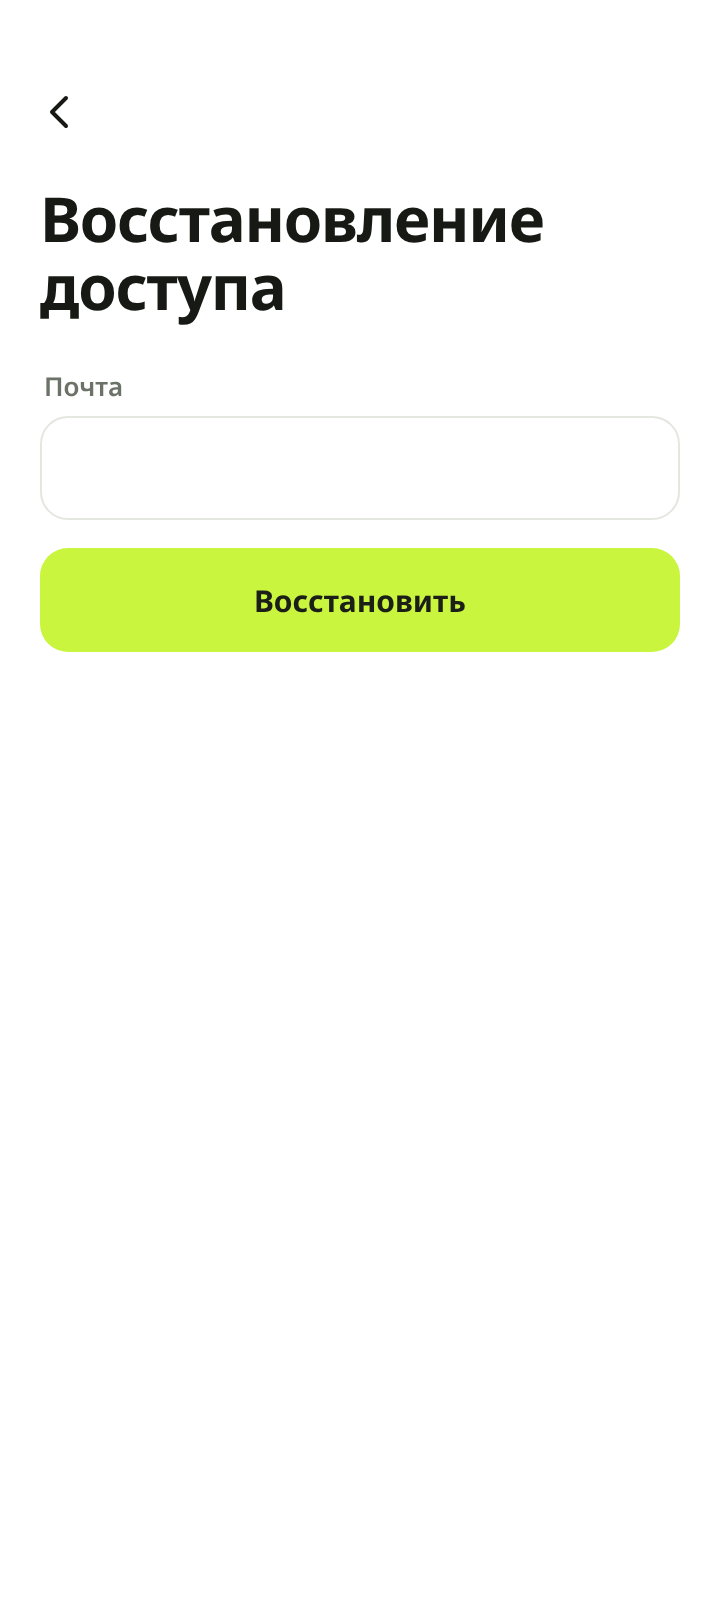 Восстановление
доступа
Почта
Восстановить